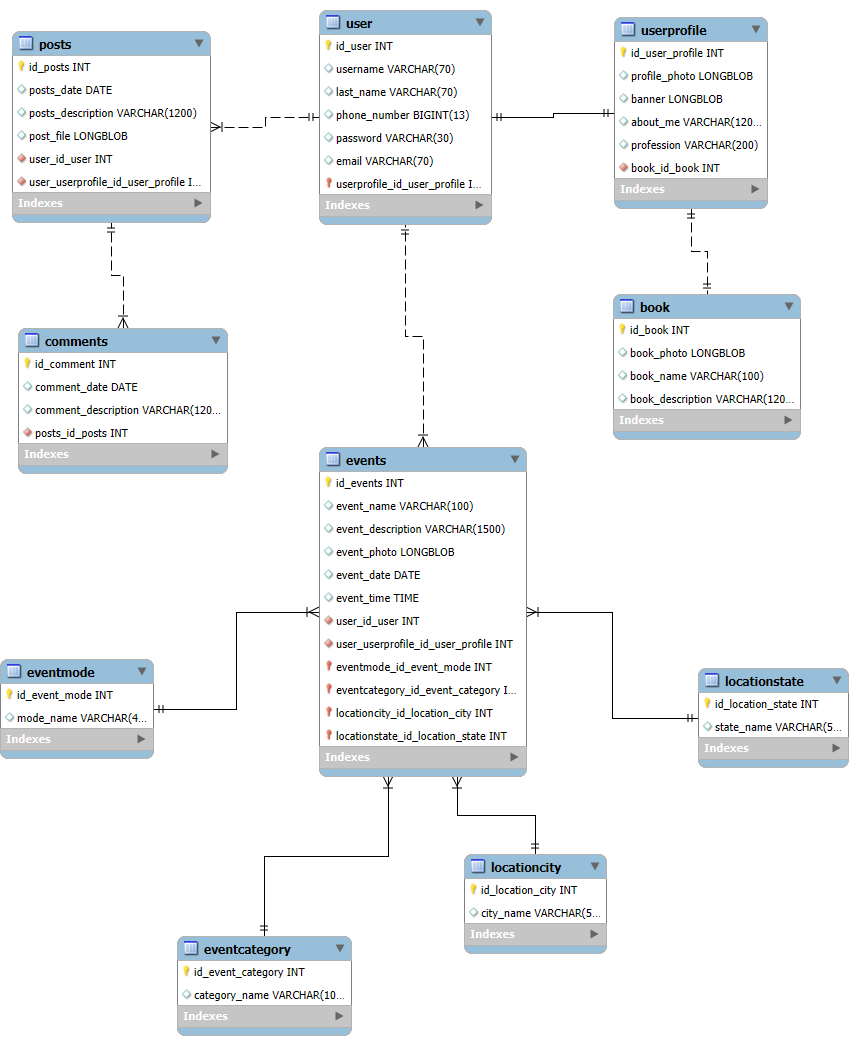 posts
id_posts INT
posts_date DATE
posts_description VARCHAR(1200)
post_file LONGBLOB
user_id_user INT
user_userprofile_id_user_profile I...
Indexes
user
id_user INT
username VARCHAR(70)
last_name VARCHAR(70)
phone_number BIGINT(13)
password VARCHAR(30)
email VARCHAR(70)
userprofile_id_user_profile I...
Indexes
userprofile
id_user_profile INT
profile_photo LONGBLOB
banner LONGBLOB
about_me VARCHAR(120...
profession VARCHAR(200)
book_id_book INT
Indexes
comments
id_comment INT
comment_date DATE
comment_description VARCHAR(120...
posts_id_posts INT
Indexes
book
id_book INT
book_photo LONGBLOB
book_name VARCHAR(100)
book_description VARCHAR(120...
Indexes
events
id_events INT
event_name VARCHAR(100)
event_description VARCHAR(1500)
event_photo LONGBLOB
event_date DATE
event_time TIME
user_id_user INT
user_userprofile_id_user_profile INT
eventmode_id_event_mode INT
eventcategory_id_event_category I...
locationcity_id_location_city INT
locationstate_id_location_state INT
Indexes
eventmode
id_event_mode INT
mode_name VARCHAR(4...
Indexes
locationstate
id_location_state INT
state_name VARCHAR(5...
Indexes
locationcity
id_location_city INT
city_name VARCHAR(5...
Indexes
eventcategory
id_event_category INT
category_name VARCHAR(10...
Indexes